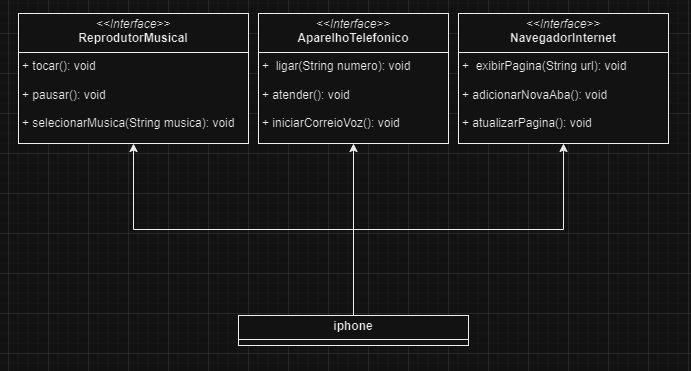 <<Interface>>
ReprodutorMusical
+ tocar(): void
+ pausar(): void
+ selecionarMusica(String musica): void
<<Interface>>
AparelhoTelefonico
+  ligar(String numero): void
+ atender(): void
+ iniciarCorreioVoz(): void
<<Interface>>
NavegadorInternet
+  exibirPagina(String url): void
+ adicionarNovaAba(): void
+ atualizarPagina(): void
iphone